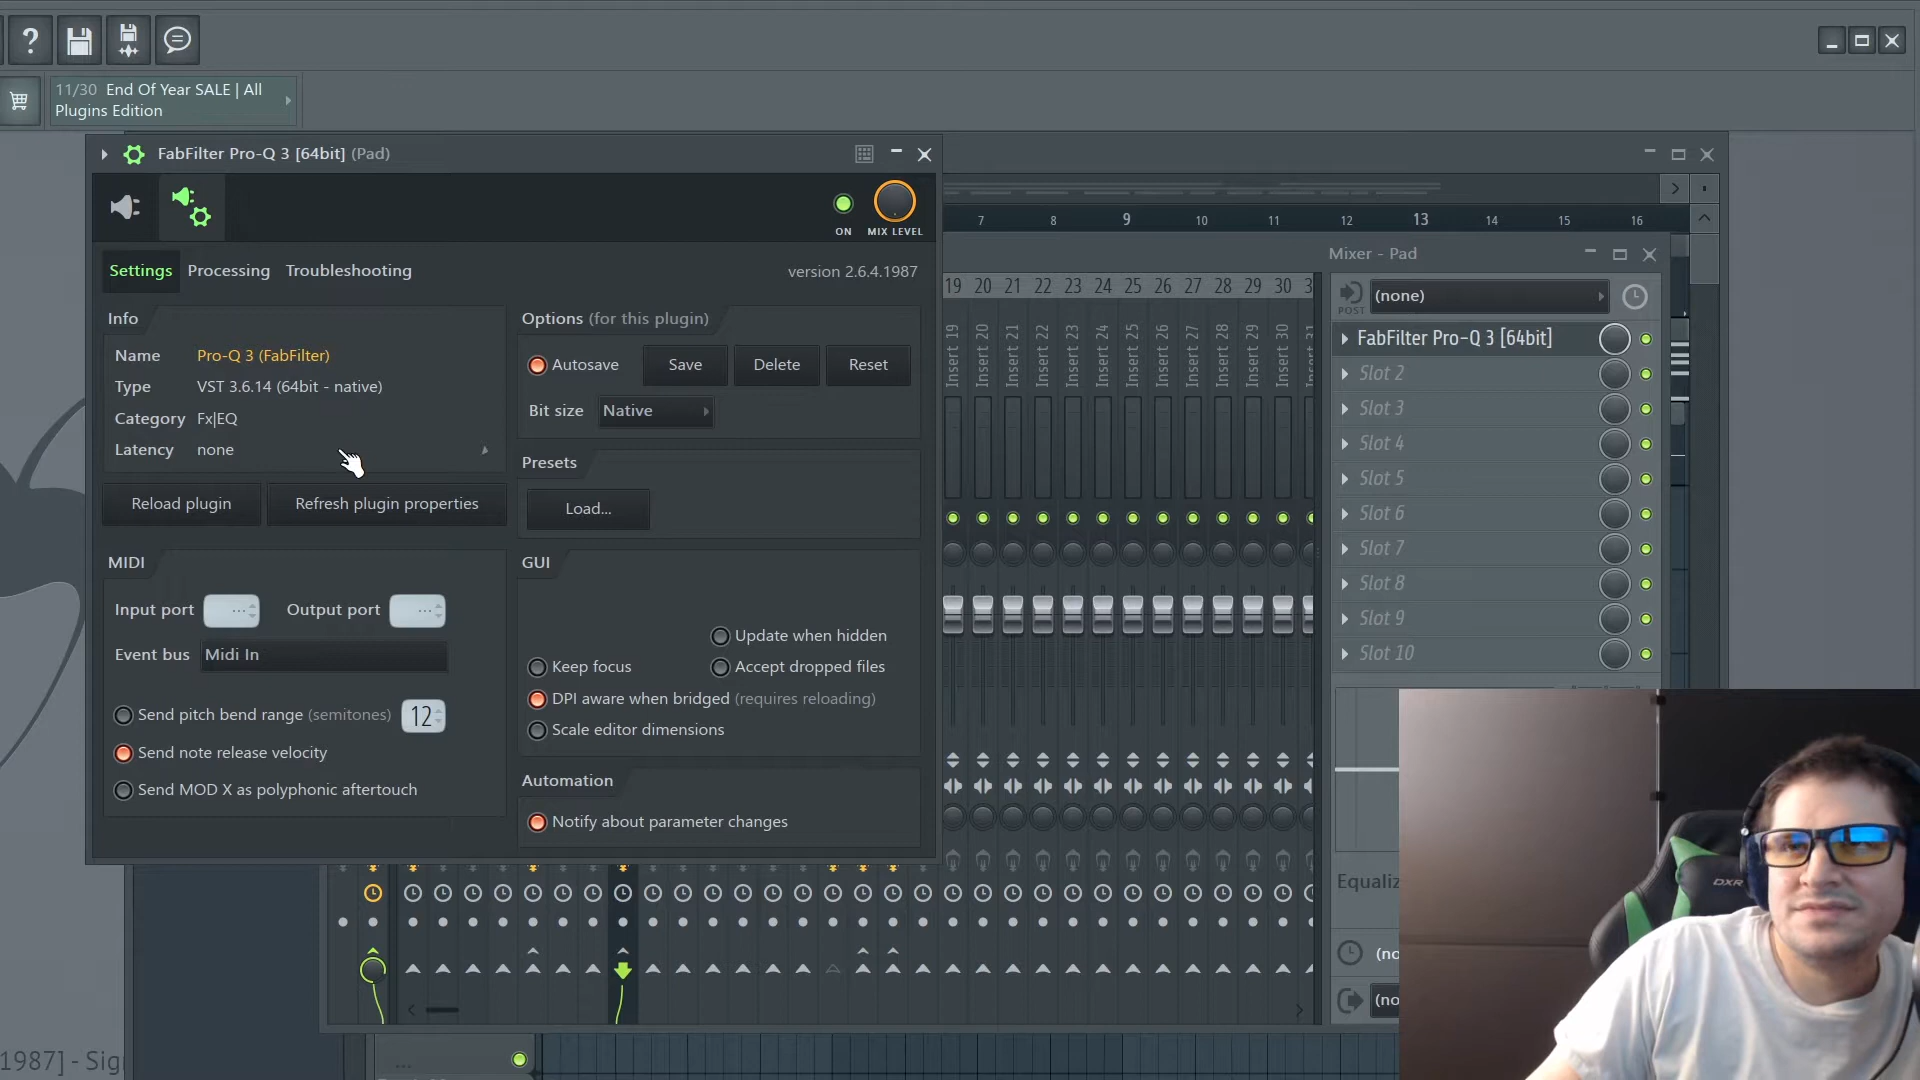 11/30 End Of Year SALE | All
Plugins Edition
FabFilter Pro-Q 3 [64bit] (Pad)
ON
MIX LEVEL
Settings Processing Troubleshooting
version 2.6.4.1987
Info
Name Pro-Q 3 (FabFilter)
Type VST 3.6.14 (64bit - native)
Category Fx|EQ
Latency none
Reload plugin
Refresh plugin properties
Options (for this plugin)
Autosave
Save
Delete
Reset
Bit size Native
Presets
Load...
MIDI
Input port ...
Output port ...
Event bus Midi In
Send pitch bend range (semitones) 12
Send note release velocity
Send MOD X as polyphonic aftertouch
GUI
Update when hidden
Keep focus
Accept dropped files
DPI aware when bridged (requires reloading)
Scale editor dimensions
Automation
Notify about parameter changes
7 8 9 10 11 12 13 14 15 16
19 20 21 22 23 24 25 26 27 28 29 30 3
Insert 19
Insert 20
Insert 21
Insert 22
Insert 23
Insert 24
Insert 25
Insert 26
Insert 27
Insert 28
Insert 29
Insert 30
Mixer - Pad
POST
(none)
FabFilter Pro-Q 3 [64bit]
Slot 2
Slot 3
Slot 4
Slot 5
Slot 6
Slot 7
Slot 8
Slot 9
Slot 10
Equaliz
(no
(no
DXR
1987] - Sig
...